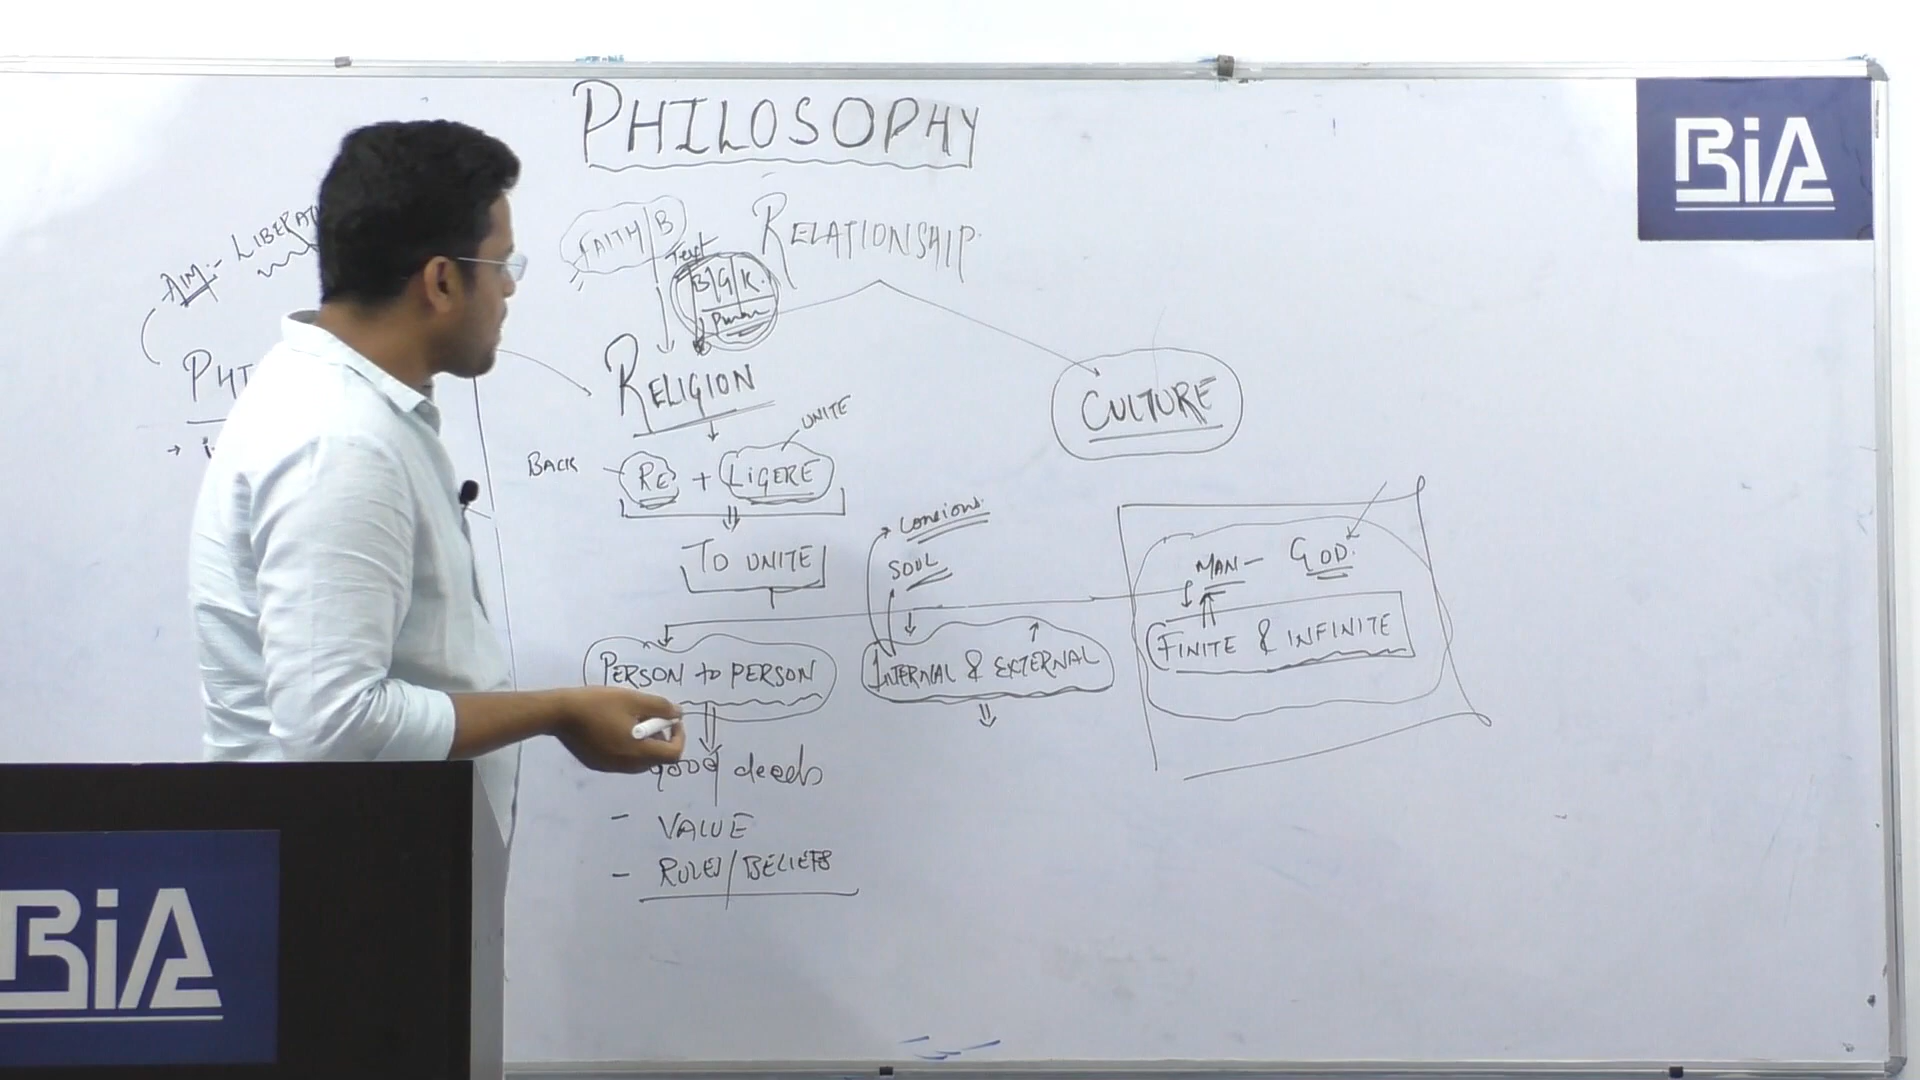 PHILOSOPHY
BiA
AIM:- LIBERAT
FAITH | B
Text
RELATIONSHIP
B/G/K.
RELIGION
CULTURE
UNITE
BACK
RE + LIGERE
TO UNITE
Consious.
SOUL
MAN - GOD.
FINITE & INFINITE
PERSON to PERSON
INTERNAL & EXTERNAL
good deeds
- VALUE
- RULES/BELIEFS
BiA